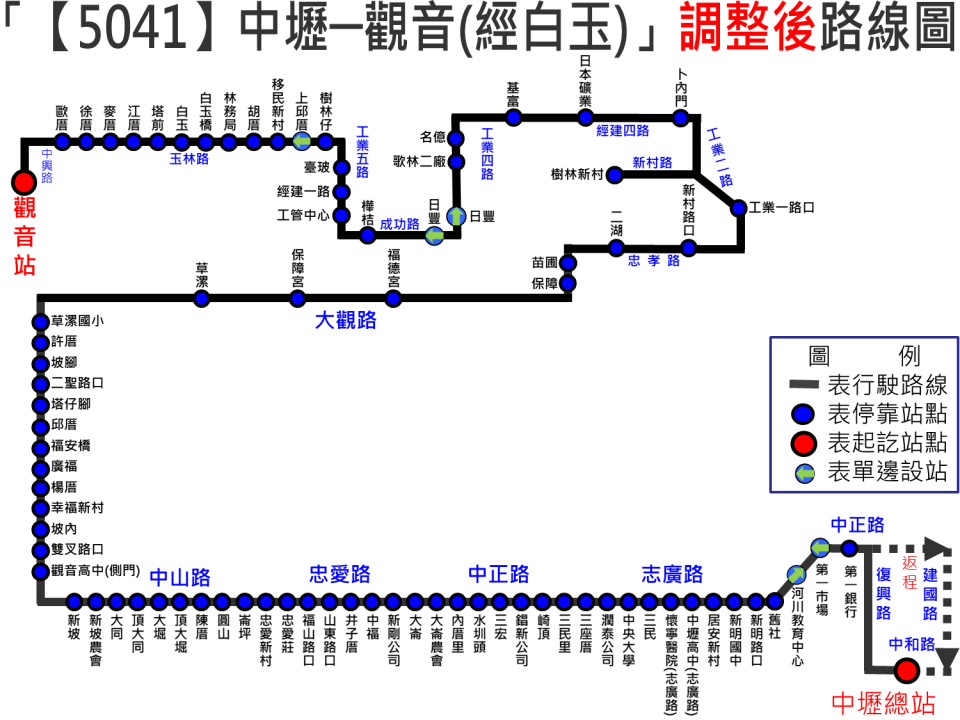 「【5041】中壢─觀音(經白玉)」調整後路線圖
歐厝
徐厝
麥厝
江厝
塔前
白玉
白玉橋
林務局
胡厝
移民新村
上邱厝
樹林仔
中興路
玉林路
觀音站
工業五路
臺玻
經建一路
工管中心
樺桔
成功路
日豐
日豐
名億
歌林二廠
工業四路
基富
日本礦業
卜內門
經建四路
工業二路
新村路
樹林新村
工業一路口
新村路口
二湖
忠孝路
苗圃
保障
草漯
保障宮
福德宮
大觀路
草漯國小
許厝
坡腳
二聖路口
塔仔腳
邱厝
福安橋
廣福
楊厝
幸福新村
坡內
雙叉路口
觀音高中(側門)
圖例
表行駛路線
表停靠站點
表起訖站點
表單邊設站
中山路
忠愛路
中正路
志廣路
中正路
新坡
新坡農會
大同
頂大同
大堀
頂大堀
陳厝
圓山
崙坪
忠愛新村
忠愛莊
福山路口
山東路口
井子厝
中福
新剛公司
大崙
大崙農會
內厝里
水圳頭
三宏
錩新公司
崎頂
三民里
三座厝
潤泰公司
中央大學
三民
懷寧醫院(志廣路)
中壢高中(志廣路)
居安新村
新明國中
新明路口
舊社
河川教育中心
第一市場
第一銀行
復興路
返程
建國路
中和路
中壢總站